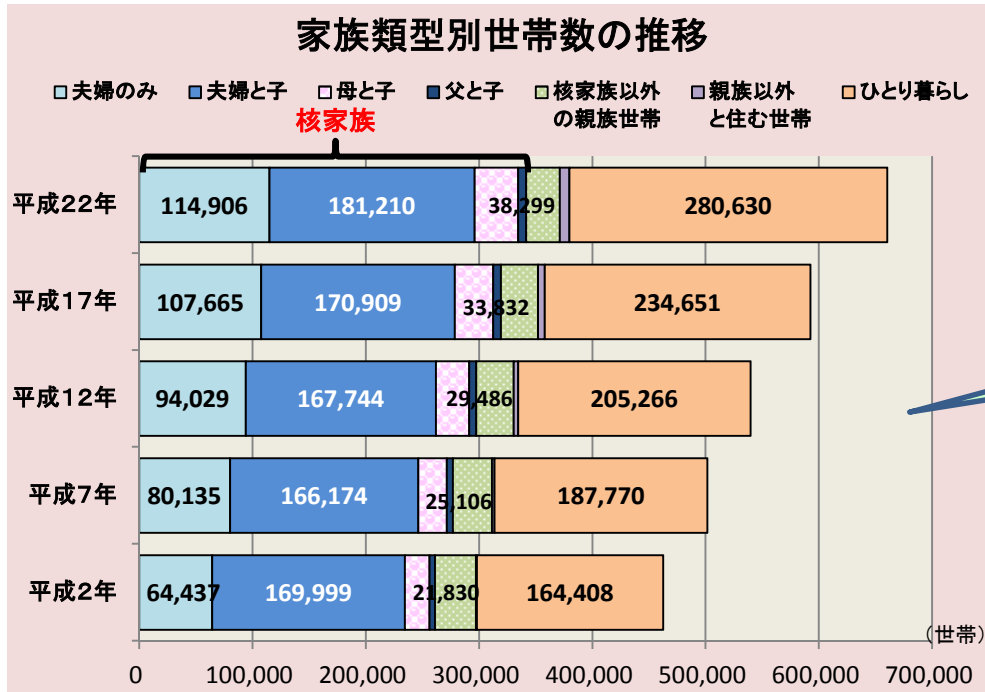 家族類型別世帯数の推移
夫婦のみ 夫婦と子 母と子 父と子 核家族以外の親族世帯 親族以外と住む世帯 ひとり暮らし
核家族
平成22年 114,906 181,210 38,299 280,630
平成17年 107,665 170,909 33,832 234,651
平成12年 94,029 167,744 29,486 205,266
平成7年 80,135 166,174 25,106 187,770
平成2年 64,437 169,999 21,830 164,408
(世帯)
0 100,000 200,000 300,000 400,000 500,000 600,000 700,000